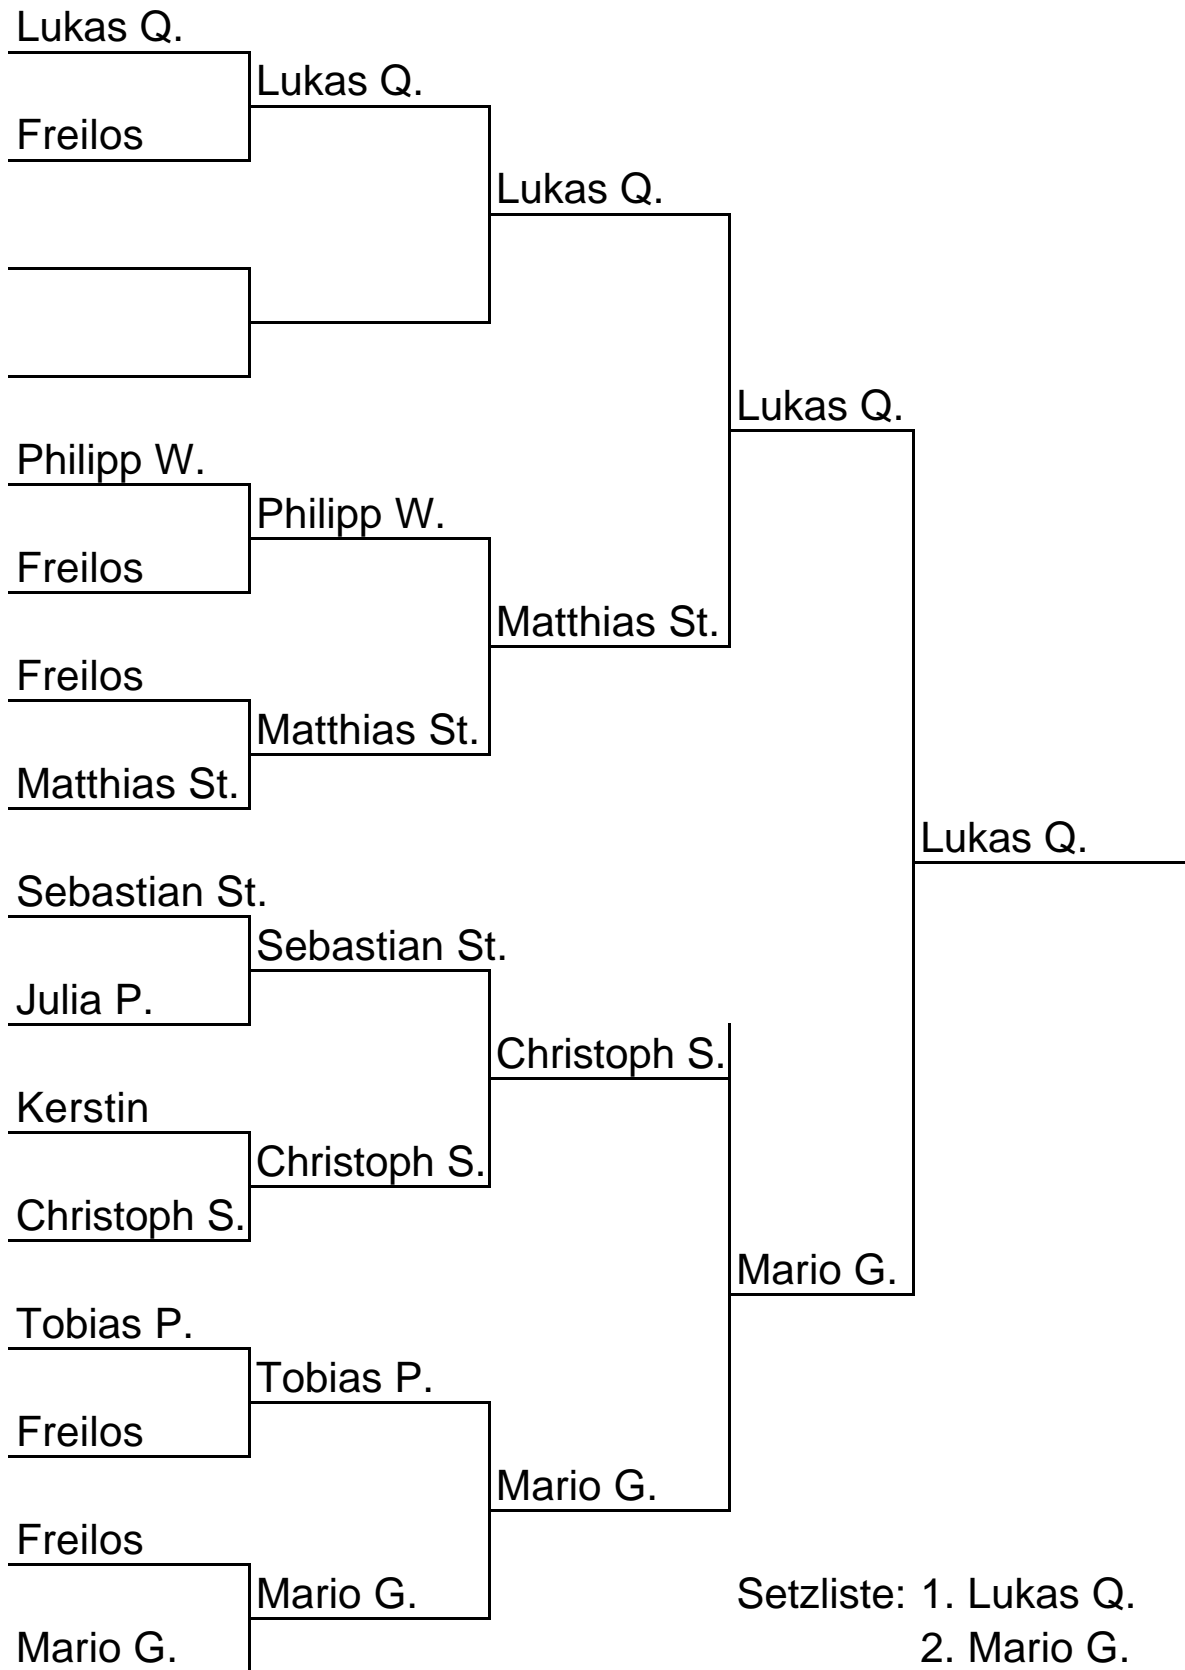 Lukas Q.
Lukas Q.
Freilos
Lukas Q.
Lukas Q.
Philipp W.
Philipp W.
Freilos
Matthias St.
Freilos
Matthias St.
Matthias St.
Lukas Q.
Sebastian St.
Sebastian St.
Julia P.
Christoph S.
Kerstin
Christoph S.
Christoph S.
Mario G.
Tobias P.
Tobias P.
Freilos
Mario G.
Freilos
Mario G.
Setzliste: 1. Lukas Q.
Mario G.
2. Mario G.